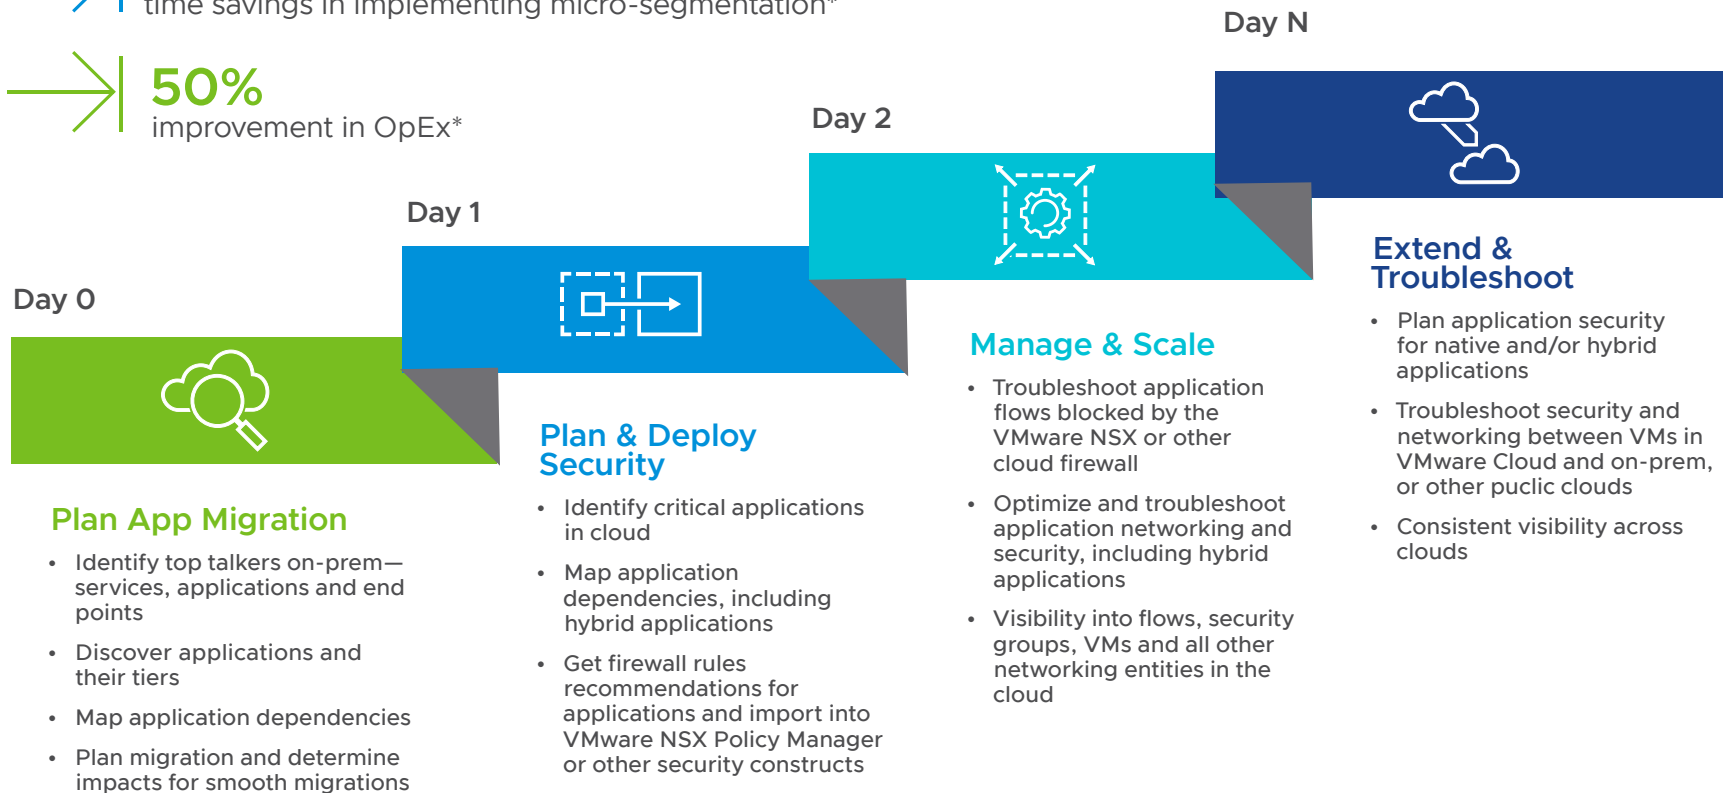 time savings in implementing micro-segmentation*
50%
improvement in OpEx*
Day 0
Plan App Migration
• Identify top talkers on-prem—
services, applications and end
points
• Discover applications and
their tiers
• Map application dependencies
• Plan migration and determine
impacts for smooth migrations
Day 1
Plan & Deploy
Security
• Identify critical applications
in cloud
• Map application
dependencies, including
hybrid applications
• Get firewall rules
recommendations for
applications and import into
VMware NSX Policy Manager
or other security constructs
Day 2
Manage & Scale
• Troubleshoot application
flows blocked by the
VMware NSX or other
cloud firewall
• Optimize and troubleshoot
application networking and
security, including hybrid
applications
• Visibility into flows, security
groups, VMs and all other
networking entities in the
cloud
Day N
Extend &
Troubleshoot
• Plan application security
for native and/or hybrid
applications
• Troubleshoot security and
networking between VMs in
VMware Cloud and on-prem,
or other puclic clouds
• Consistent visibility across
clouds